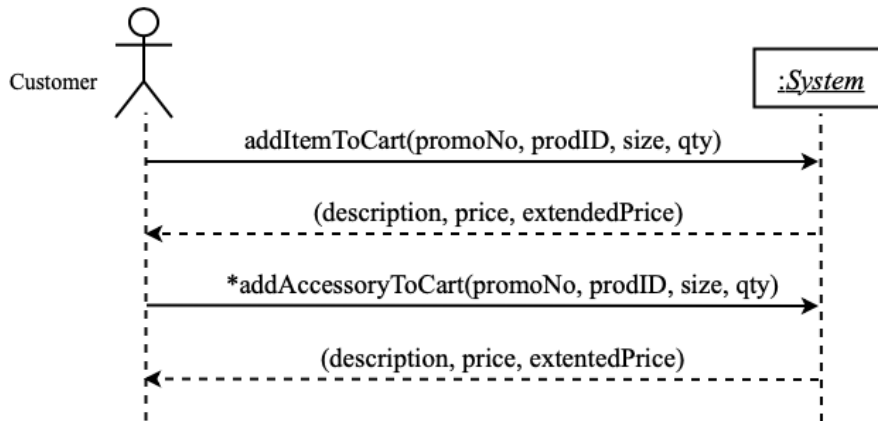 Customer
:System
addItemToCart(promoNo, prodID, size, qty)
(description, price, extendedPrice)
*addAccessoryToCart(promoNo, prodID, size, qty)
(description, price, extentedPrice)